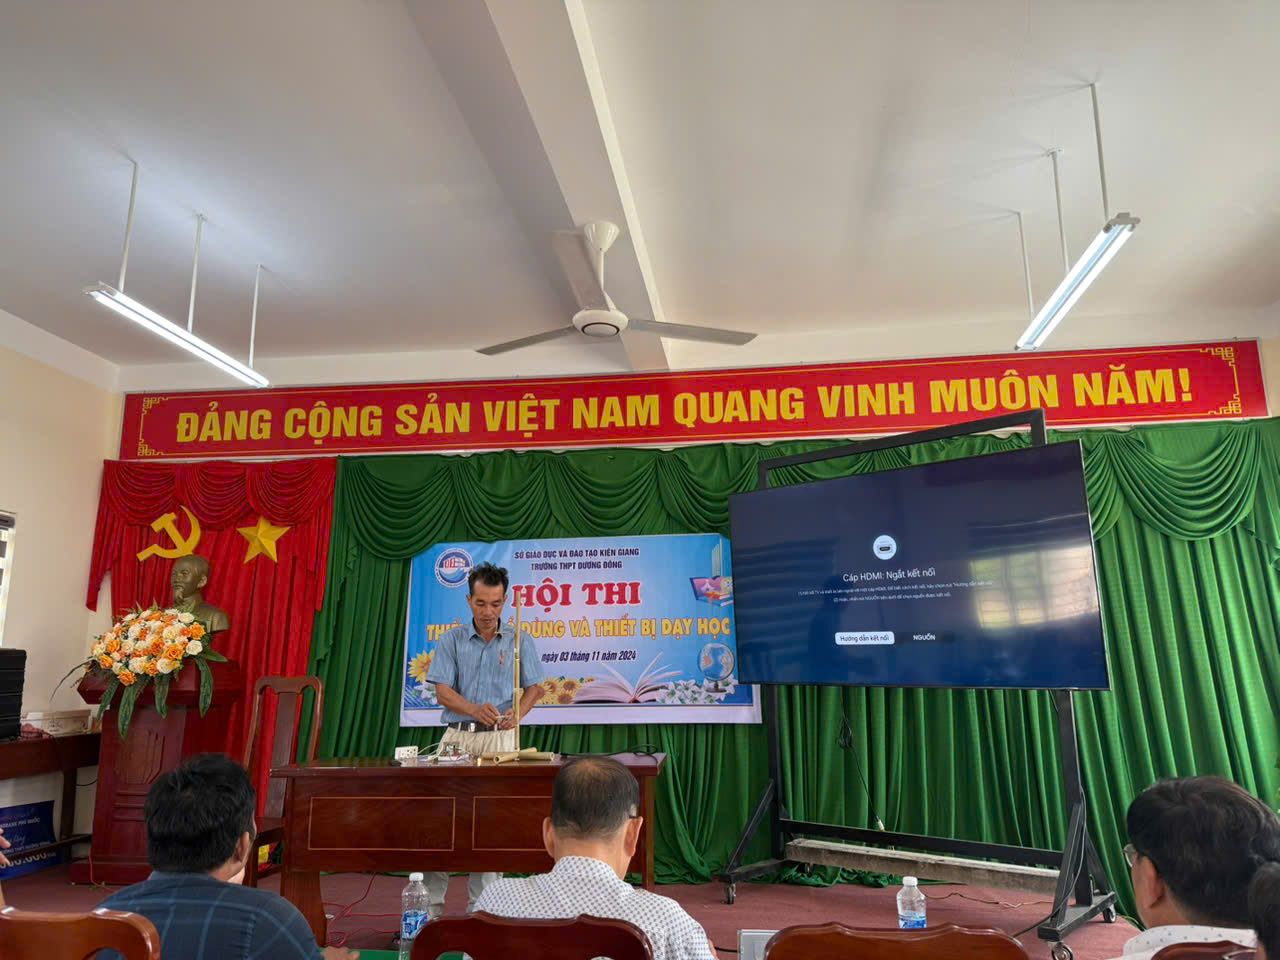 ĐẢNG CỘNG SẢN VIỆT NAM QUANG VINH MUÔN NĂM!
SỞ GIÁO DỤC VÀ ĐÀO TẠO KIÊN GIANG
TRƯỜNG THPT DƯƠNG ĐÔNG
HỘI THI
DÙNG VÀ THIẾT BỊ DẠY HỌC
ngày 03 tháng 11 năm 2024
Cáp HDMI: Ngắt kết nối
Hướng dẫn kết nối
NGUỒN